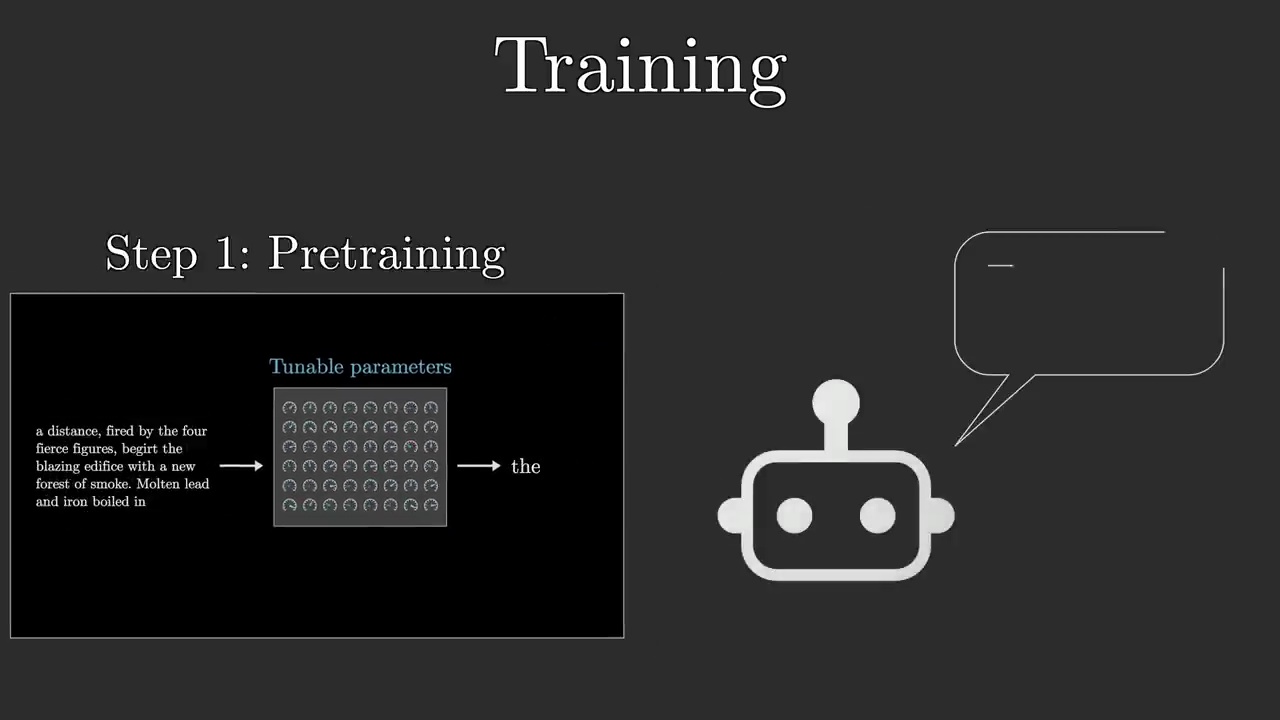 Training
Step 1: Pretraining
Tunable parameters
a distance, fired by the four
fierce figures, begirt the
blazing edifice with a new
forest of smoke. Molten lead
and iron boiled in
the